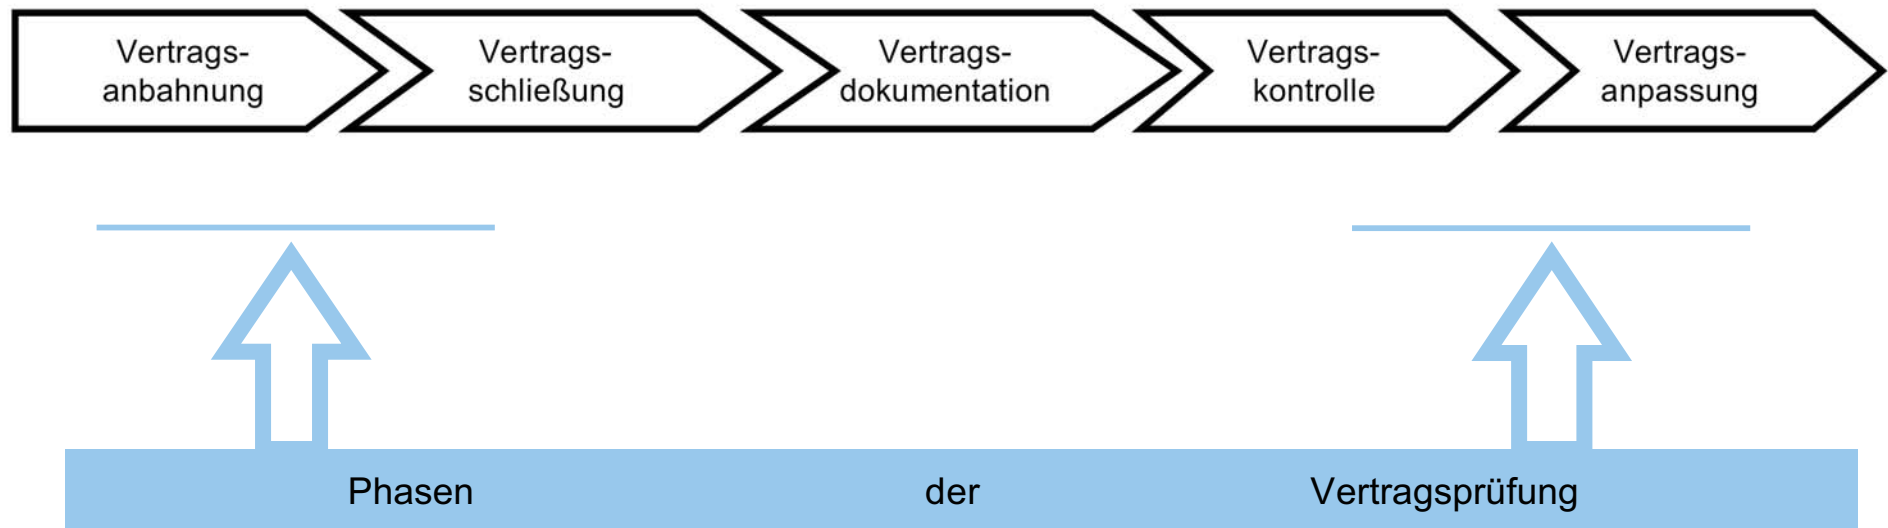 Vertrags-
anbahnung
Vertrags-
schließung
Vertrags-
dokumentation
Vertrags-
kontrolle
Vertrags-
anpassung
Phasen der Vertragsprüfung